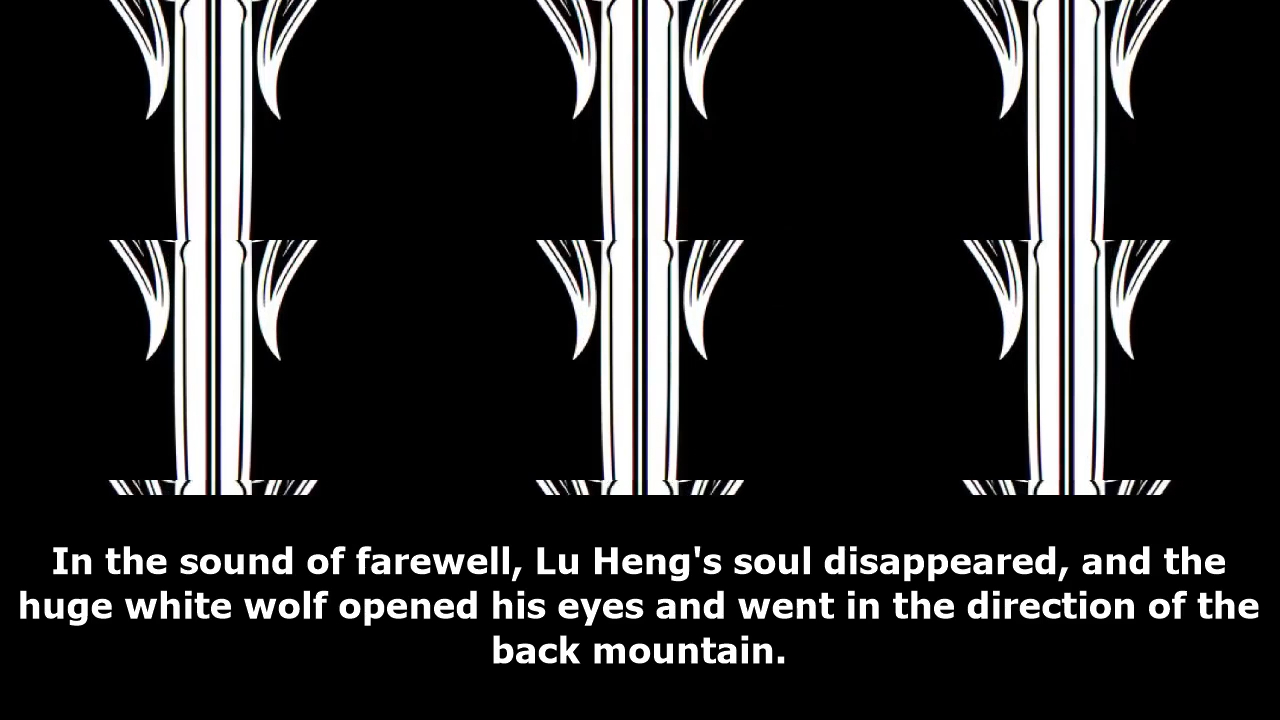 In the sound of farewell, Lu Heng's soul disappeared, and the
huge white wolf opened his eyes and went in the direction of the
back mountain.